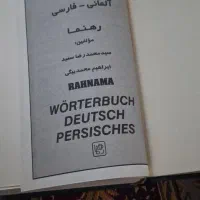 آلمانی - فارسی
رهنما
مؤلفین:
سید محمد رضا سعید
ابراهیم محمد بیگی
RAHNAMA
WÖRTERBUCH
DEUTSCH
PERSISCHES